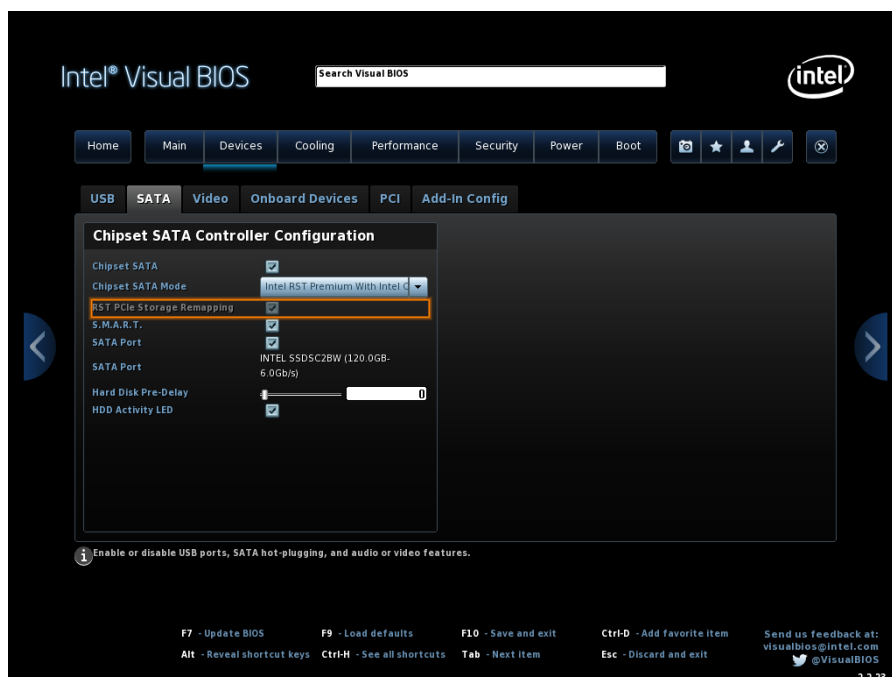 Intel® Visual BIOS
Search Visual BIOS
intel
Home Main Devices Cooling Performance Security Power Boot
USB SATA Video Onboard Devices PCI Add-In Config
Chipset SATA Controller Configuration
Chipset SATA
Chipset SATA Mode Intel RST Premium With Intel
RST PCIe Storage Remapping
S.M.A.R.T.
SATA Port
INTEL SSDSC2BW (120.0GB-
SATA Port
6.0Gb/s)
Hard Disk Pre-Delay 0
HDD Activity LED
Enable or disable USB ports, SATA hot-plugging, and audio or video features.
F7 - Update BIOS F9 - Load defaults F10 - Save and exit Ctrl-D - Add favorite item
Alt - Reveal shortcut keys Ctrl-H - See all shortcuts Tab - Next item Esc - Discard and exit
Send us feedback at:
visualbios@intel.com
@VisualBIOS
2.2.23